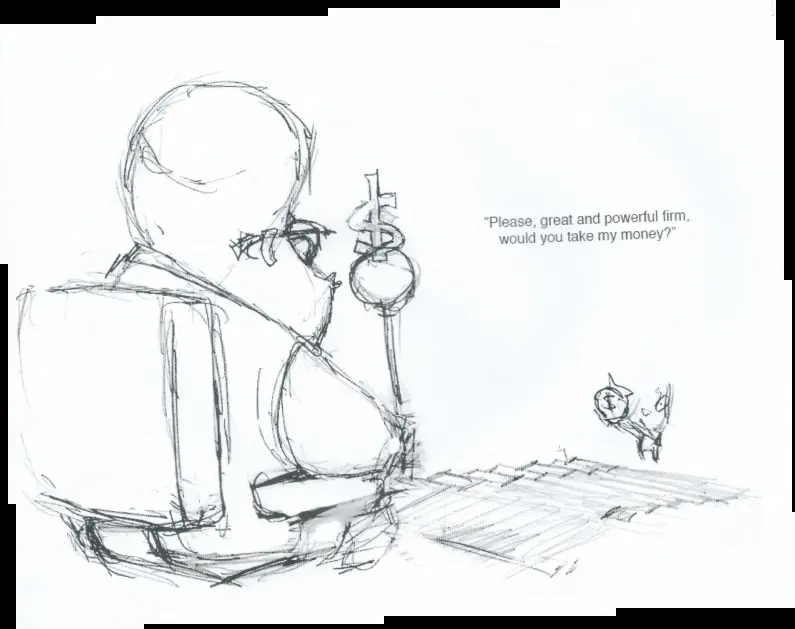 $
“Please, great and powerful firm,
would you take my money?”
$